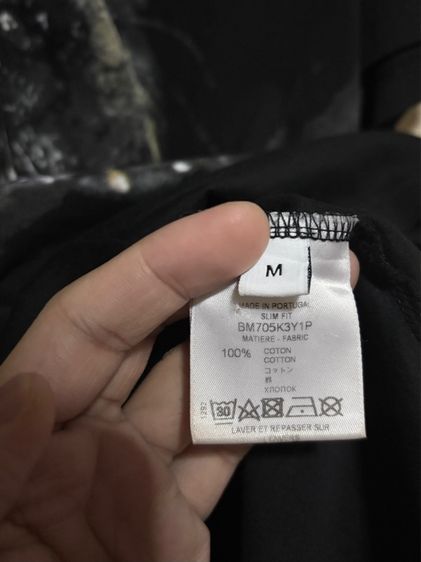 M
MADE IN PORTUGAL
SLIM FIT
BM705K3Y1P
MATIERE - FABRIC
100% COTON
COTTON
コットン
棉
ХЛОПОК
30
LAVER ET REPASSER SUR